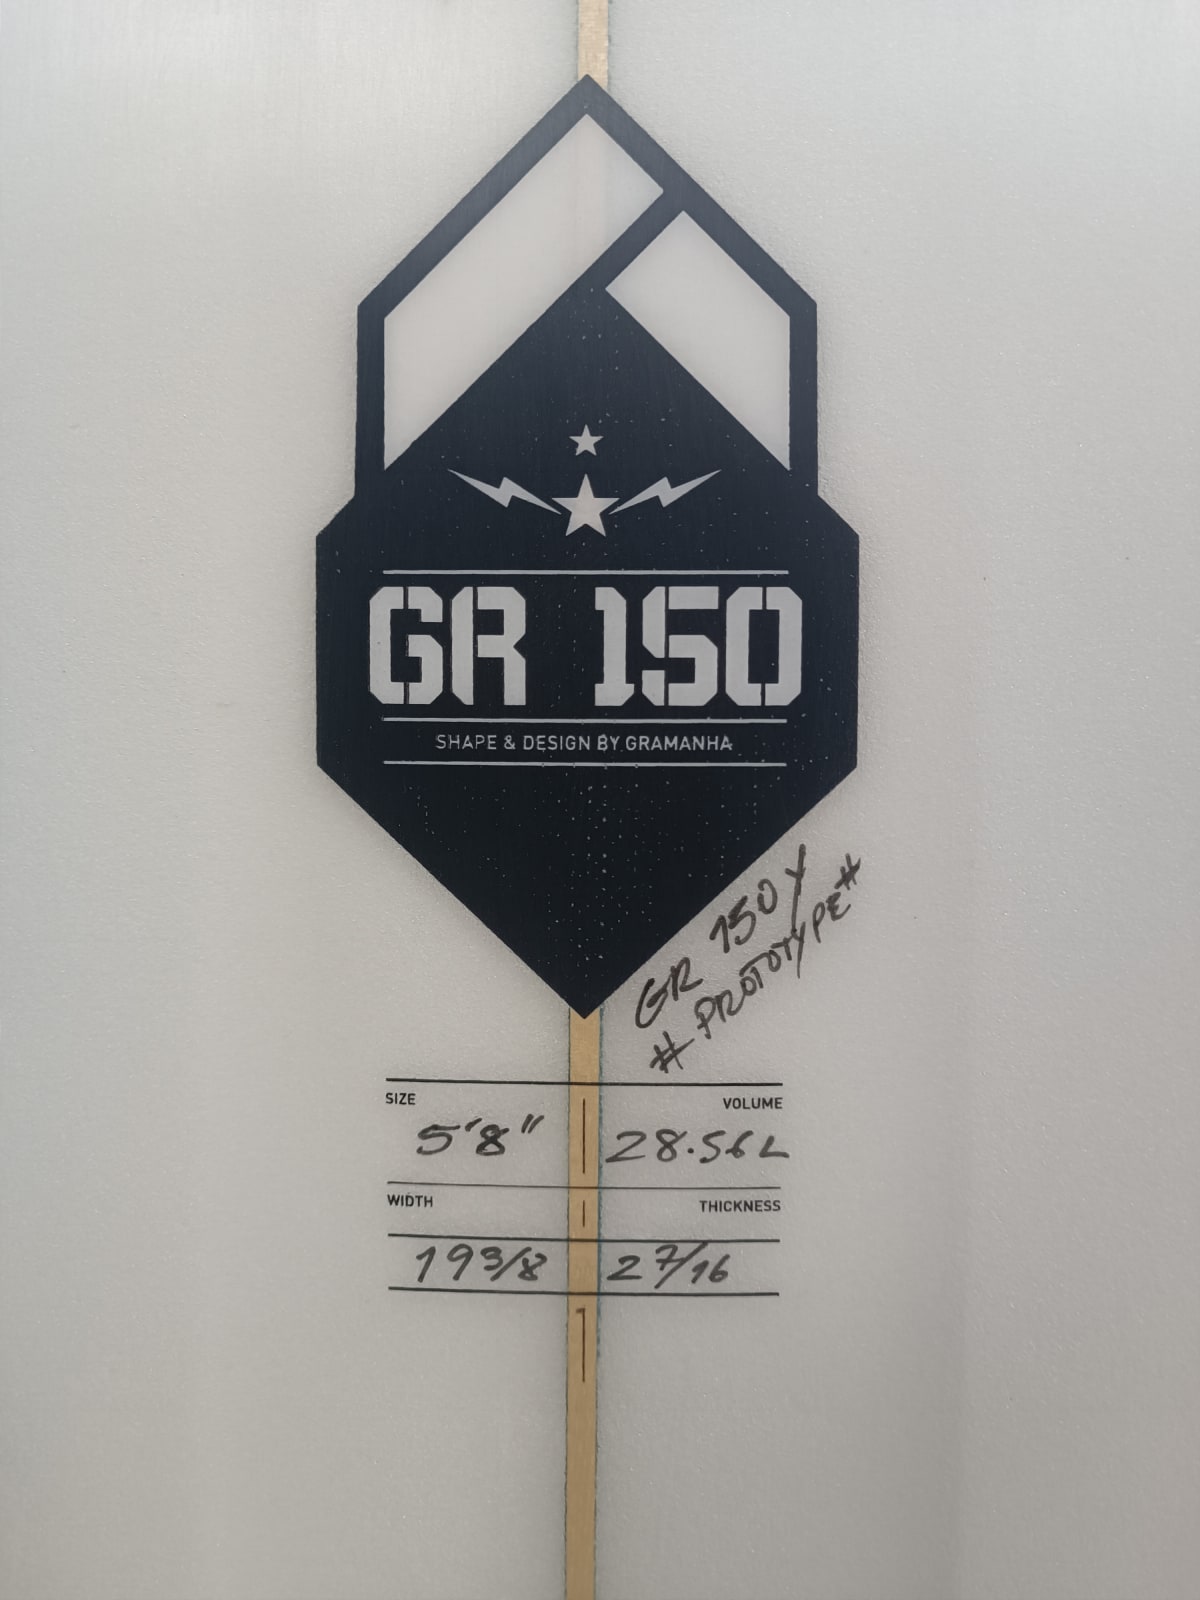 GR 150
SHAPE & DESIGN BY GRAMANHA
GR 150 Y
# PROTOTYPE #
SIZE VOLUME
5'8" 28.56 L
WIDTH THICKNESS
19 3/8 2 7/16